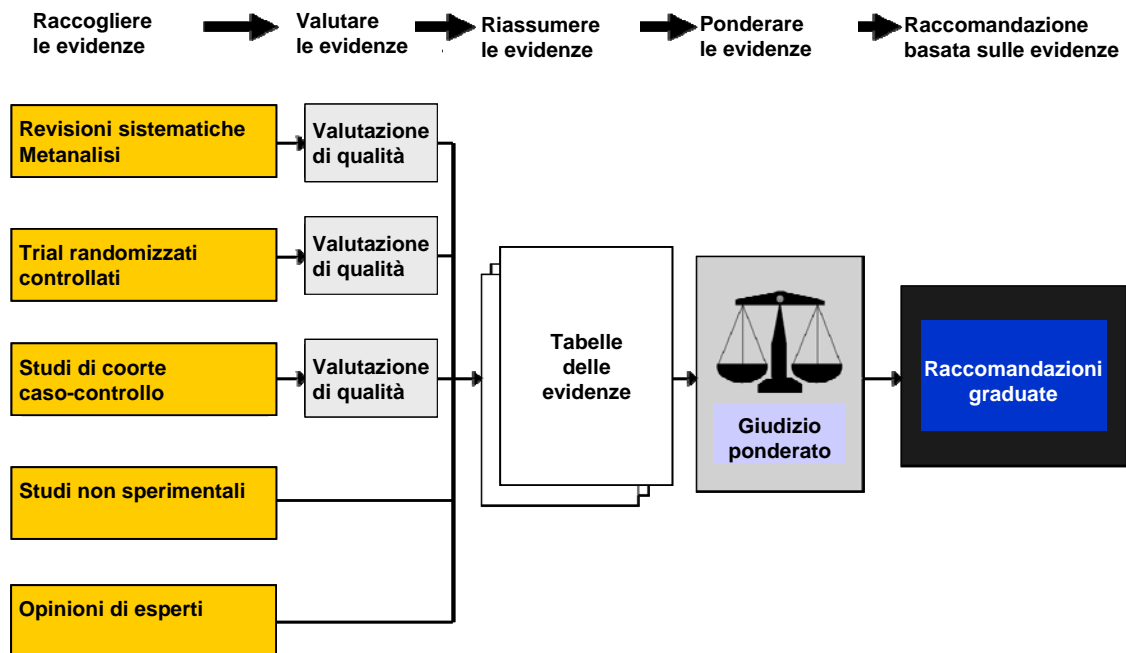 Raccogliere
le evidenze
Valutare
le evidenze
Riassumere
le evidenze
Ponderare
le evidenze
Raccomandazione
basata sulle evidenze
Revisioni sistematiche
Metanalisi
Valutazione
di qualità
Trial randomizzati
controllati
Valutazione
di qualità
Studi di coorte
caso-controllo
Valutazione
di qualità
Studi non sperimentali
Opinioni di esperti
Tabelle
delle
evidenze
Giudizio
ponderato
Raccomandazioni
graduate